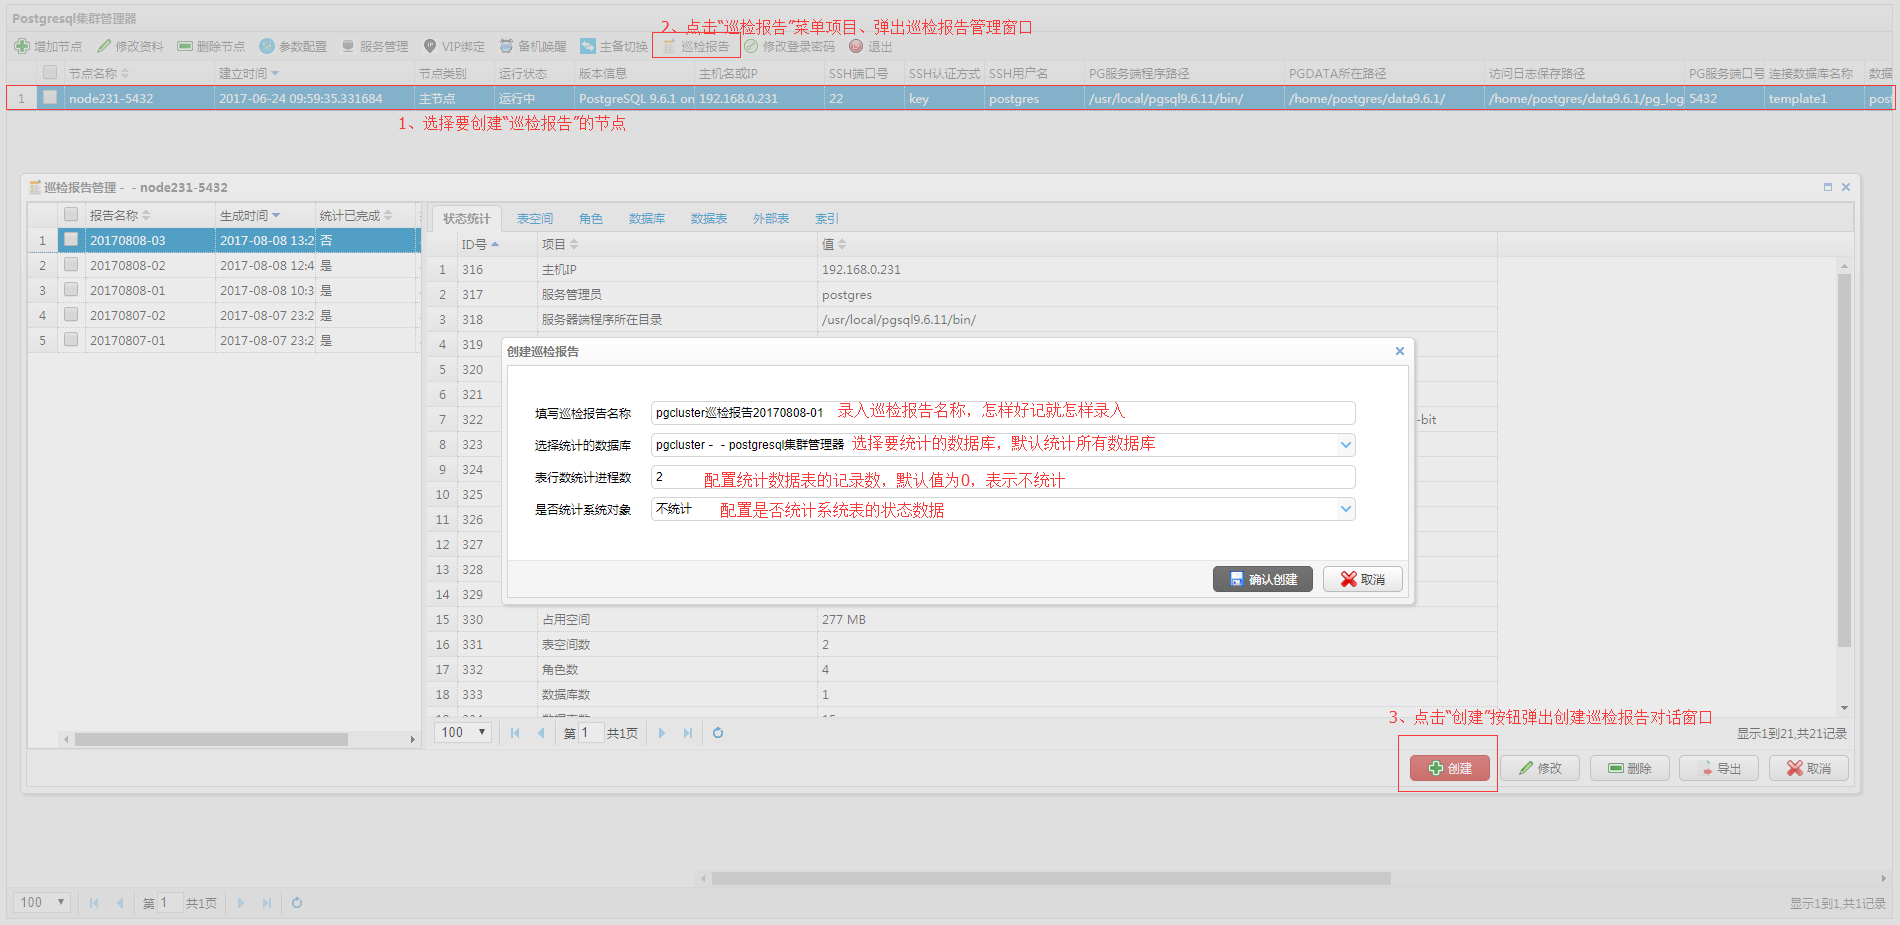 Postgresql集群管理器
2、点击“巡检报告”菜单项目、弹出巡检报告管理窗口
增加节点 修改资料 删除节点 参数配置 服务管理 VIP绑定 备机唤醒 主备切换 巡检报告 修改登录密码 退出
节点名称 建立时间 节点类别 运行状态 版本信息 主机名或IP SSH端口号 SSH认证方式 SSH用户名 PG服务端程序路径 PGDATA所在路径 访问日志保存路径 PG服务端口号 连接数据库名称 数据
1 node231-5432 2017-06-24 09:59:35.331684 主节点 运行中 PostgreSQL 9.6.1 on 192.168.0.231 22 key postgres /usr/local/pgsql9.6.11/bin/ /home/postgres/data9.6.1/ /home/postgres/data9.6.1/pg_log 5432 template1 post
1、选择要创建“巡检报告”的节点
巡检报告管理 - - node231-5432
报告名称 生成时间 统计已完成
1 20170808-03 2017-08-08 13:2 否
2 20170808-02 2017-08-08 12:4 是
3 20170808-01 2017-08-08 10:3 是
4 20170807-02 2017-08-07 23:2 是
5 20170807-01 2017-08-07 23:2 是
状态统计 表空间 角色 数据库 数据表 外部表 索引
ID号 项目 值
1 316 主机IP 192.168.0.231
2 317 服务管理员 postgres
3 318 服务器端程序所在目录 /usr/local/pgsql9.6.11/bin/
4 319
5 320
6 321
7 322 -bit
8 323
9 324
10 325
11 326
12 327
13 328
14 329
15 330 占用空间 277 MB
16 331 表空间数 2
17 332 角色数 4
18 333 数据库数 1
创建巡检报告
填写巡检报告名称 pgcluster巡检报告20170808-01 录入巡检报告名称，怎样好记就怎样录入
选择统计的数据库 pgcluster - - postgresql集群管理器 选择要统计的数据库，默认统计所有数据库
表行数统计进程数 2 配置统计数据表的记录数，默认值为0，表示不统计
是否统计系统对象 不统计 配置是否统计系统表的状态数据
确认创建 取消
3、点击“创建”按钮弹出创建巡检报告对话窗口
100 第 1 共1页 显示1到21,共21记录
创建 修改 删除 导出 取消
100 第 1 共1页 显示1到1,共1记录